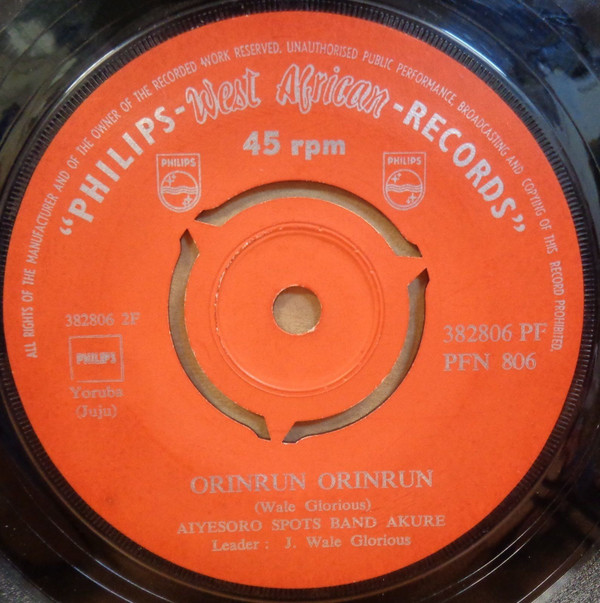 ALL RIGHTS OF THE MANUFACTURER AND OF THE OWNER OF THE RECORDED WORK RESERVED. UNAUTHORISED PUBLIC PERFORMANCE, BROADCASTING AND COPYING OF THIS RECORD PROHIBITED.
"PHILIPS-West African-RECORDS"
45 rpm
PHILIPS
PHILIPS
382806 2F
PHILIPS
Yoruba
(Juju)
382806 PF
PFN 806
ORINRUN ORINRUN
(Wale Glorious)
AIYESORO SPOTS BAND AKURE
Leader : J. Wale Glorious